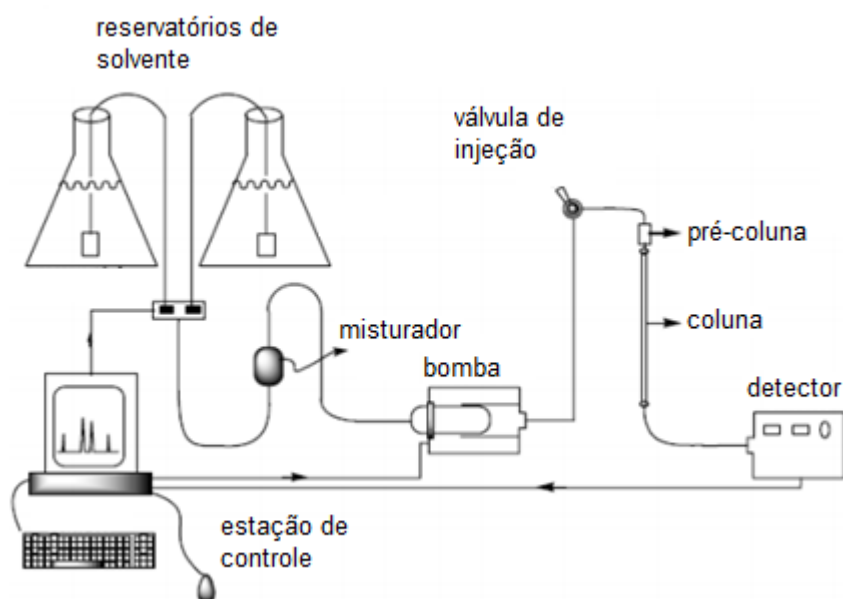 reservatórios de
solvente
válvula de
injeção
pré-coluna
misturador
coluna
bomba
detector
estação de
controle